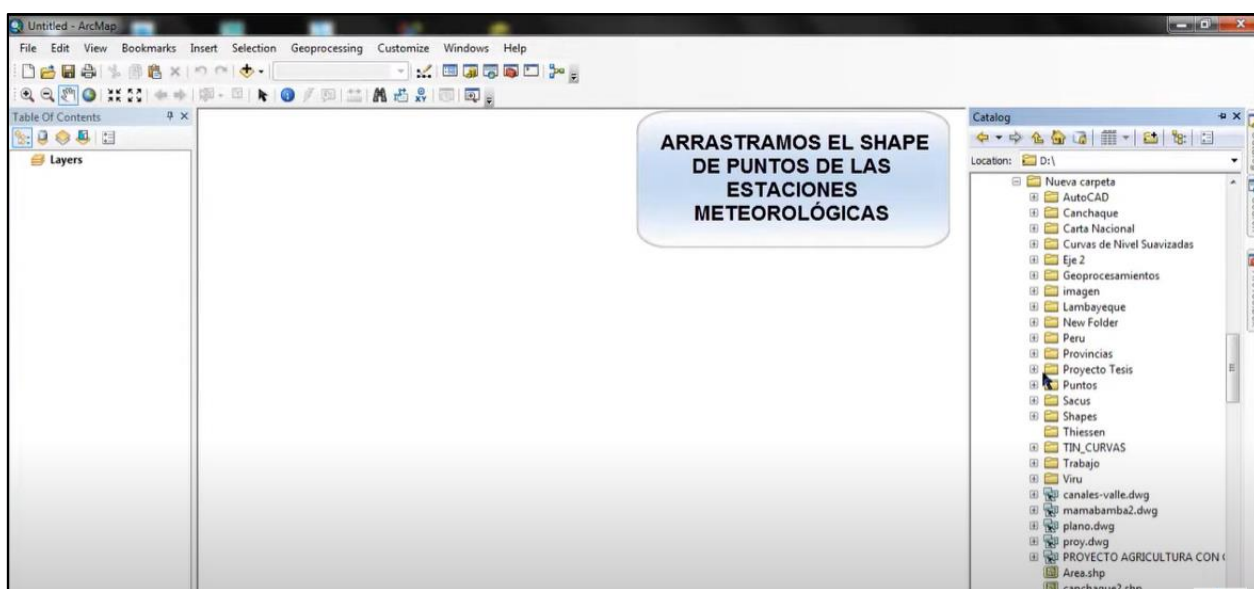 Untitled - ArcMap
File Edit View Bookmarks Insert Selection Geoprocessing Customize Windows Help
Table Of Contents
Layers
ARRASTRAMOS EL SHAPE
DE PUNTOS DE LAS
ESTACIONES
METEOROLÓGICAS
Catalog
Location: D:\
Nueva carpeta
AutoCAD
Canchaque
Carta Nacional
Curvas de Nivel Suavizadas
Eje 2
Geoprocesamientos
imagen
Lambayeque
New Folder
Peru
Provincias
Proyecto Tesis
Puntos
Sacus
Shapes
Thiessen
TIN_CURVAS
Trabajo
Viru
canales-valle.dwg
mamabamba2.dwg
plano.dwg
proy.dwg
PROYECTO AGRICULTURA CON
Area.shp
canchaque2.shp